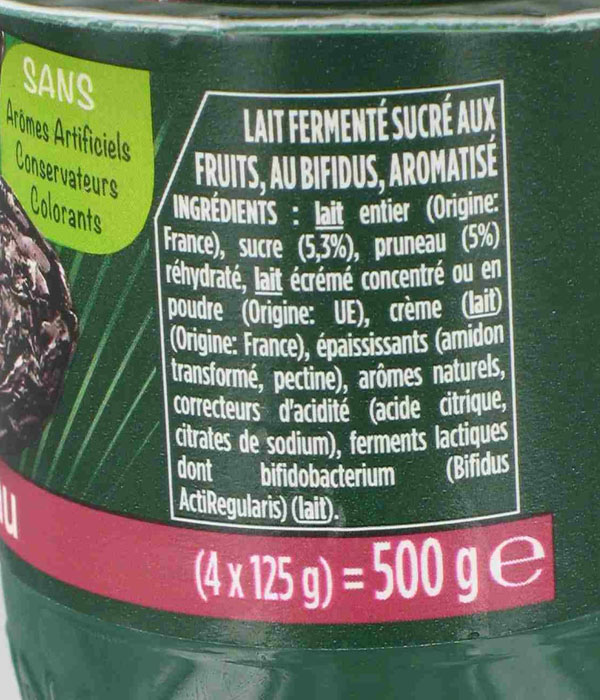 SANS
Arômes Artificiels
Conservateurs
Colorants
LAIT FERMENTÉ SUCRÉ AUX
FRUITS, AU BIFIDUS, AROMATISÉ
INGRÉDIENTS : lait entier (Origine:
France), sucre (5,3%), pruneau (5%)
réhydraté, lait écrémé concentré ou en
poudre (Origine: UE), crème (lait)
(Origine: France), épaississants (amidon
transformé, pectine), arômes naturels,
correcteurs d'acidité (acide citrique,
citrates de sodium), ferments lactiques
dont bifidobacterium (Bifidus
ActiRegularis) (lait).
(4 x 125 g) = 500 g e